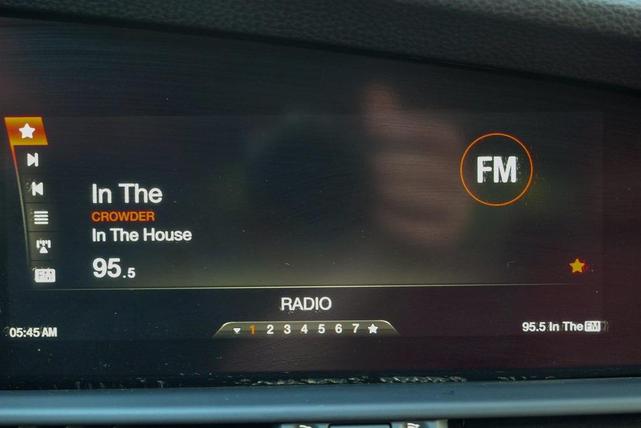 In The
FM
CROWDER
In The House
95.5
RADIO
05:45 AM
1 2 3 4 5 6 7
95.5 In The FM